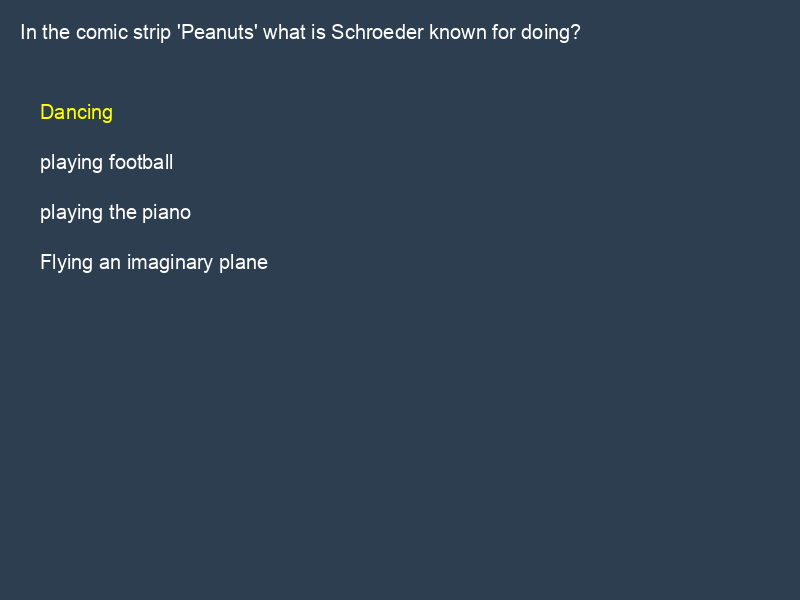 In the comic strip 'Peanuts' what is Schroeder known for doing?
Dancing
playing football
playing the piano
Flying an imaginary plane